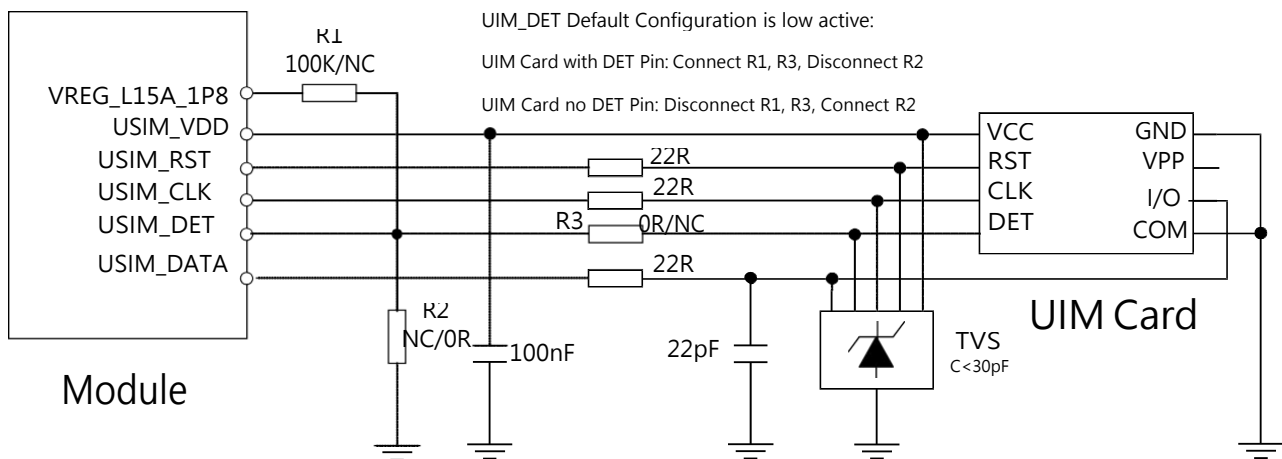 UIM_DET Default Configuration is low active:
UIM Card with DET Pin: Connect R1, R3, Disconnect R2
UIM Card no DET Pin: Disconnect R1, R3, Connect R2
R1
100K/NC
VREG_L15A_1P8
USIM_VDD
USIM_RST
USIM_CLK
USIM_DET
USIM_DATA
Module
22R
22R
R3
0R/NC
22R
R2
NC/0R
100nF
22pF
TVS
C<30pF
VCC
RST
CLK
DET
GND
VPP
I/O
COM
UIM Card